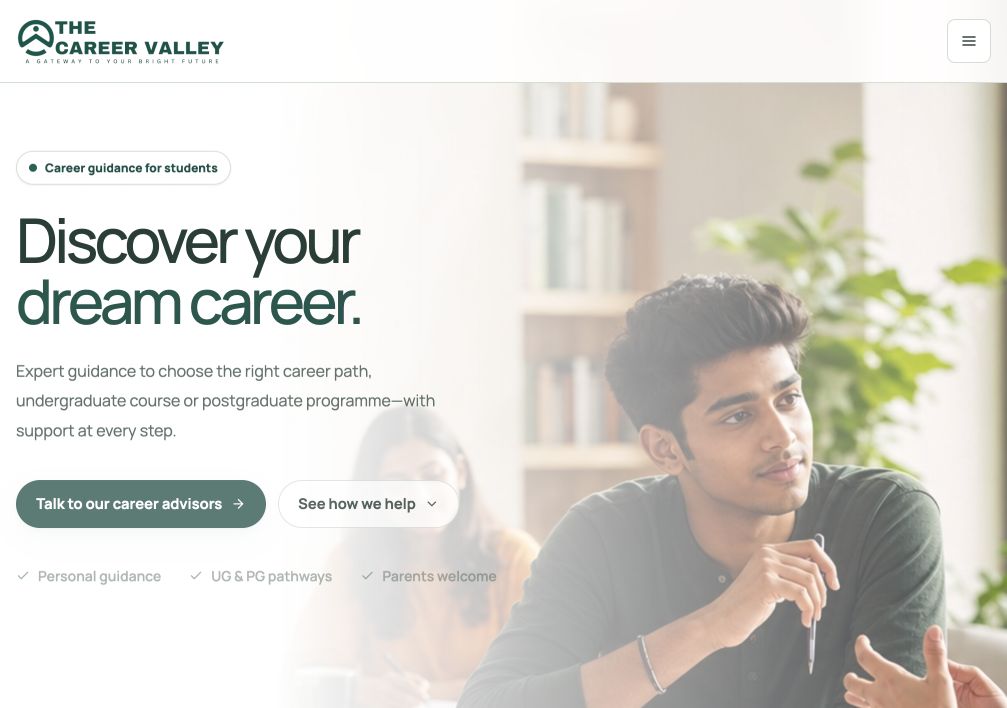 THE
CAREER VALLEY
A GATEWAY TO YOUR BRIGHT FUTURE
Career guidance for students
Discover your
dream career.
Expert guidance to choose the right career path,
undergraduate course or postgraduate programme—with
support at every step.
Talk to our career advisors
See how we help
Personal guidance
UG & PG pathways
Parents welcome